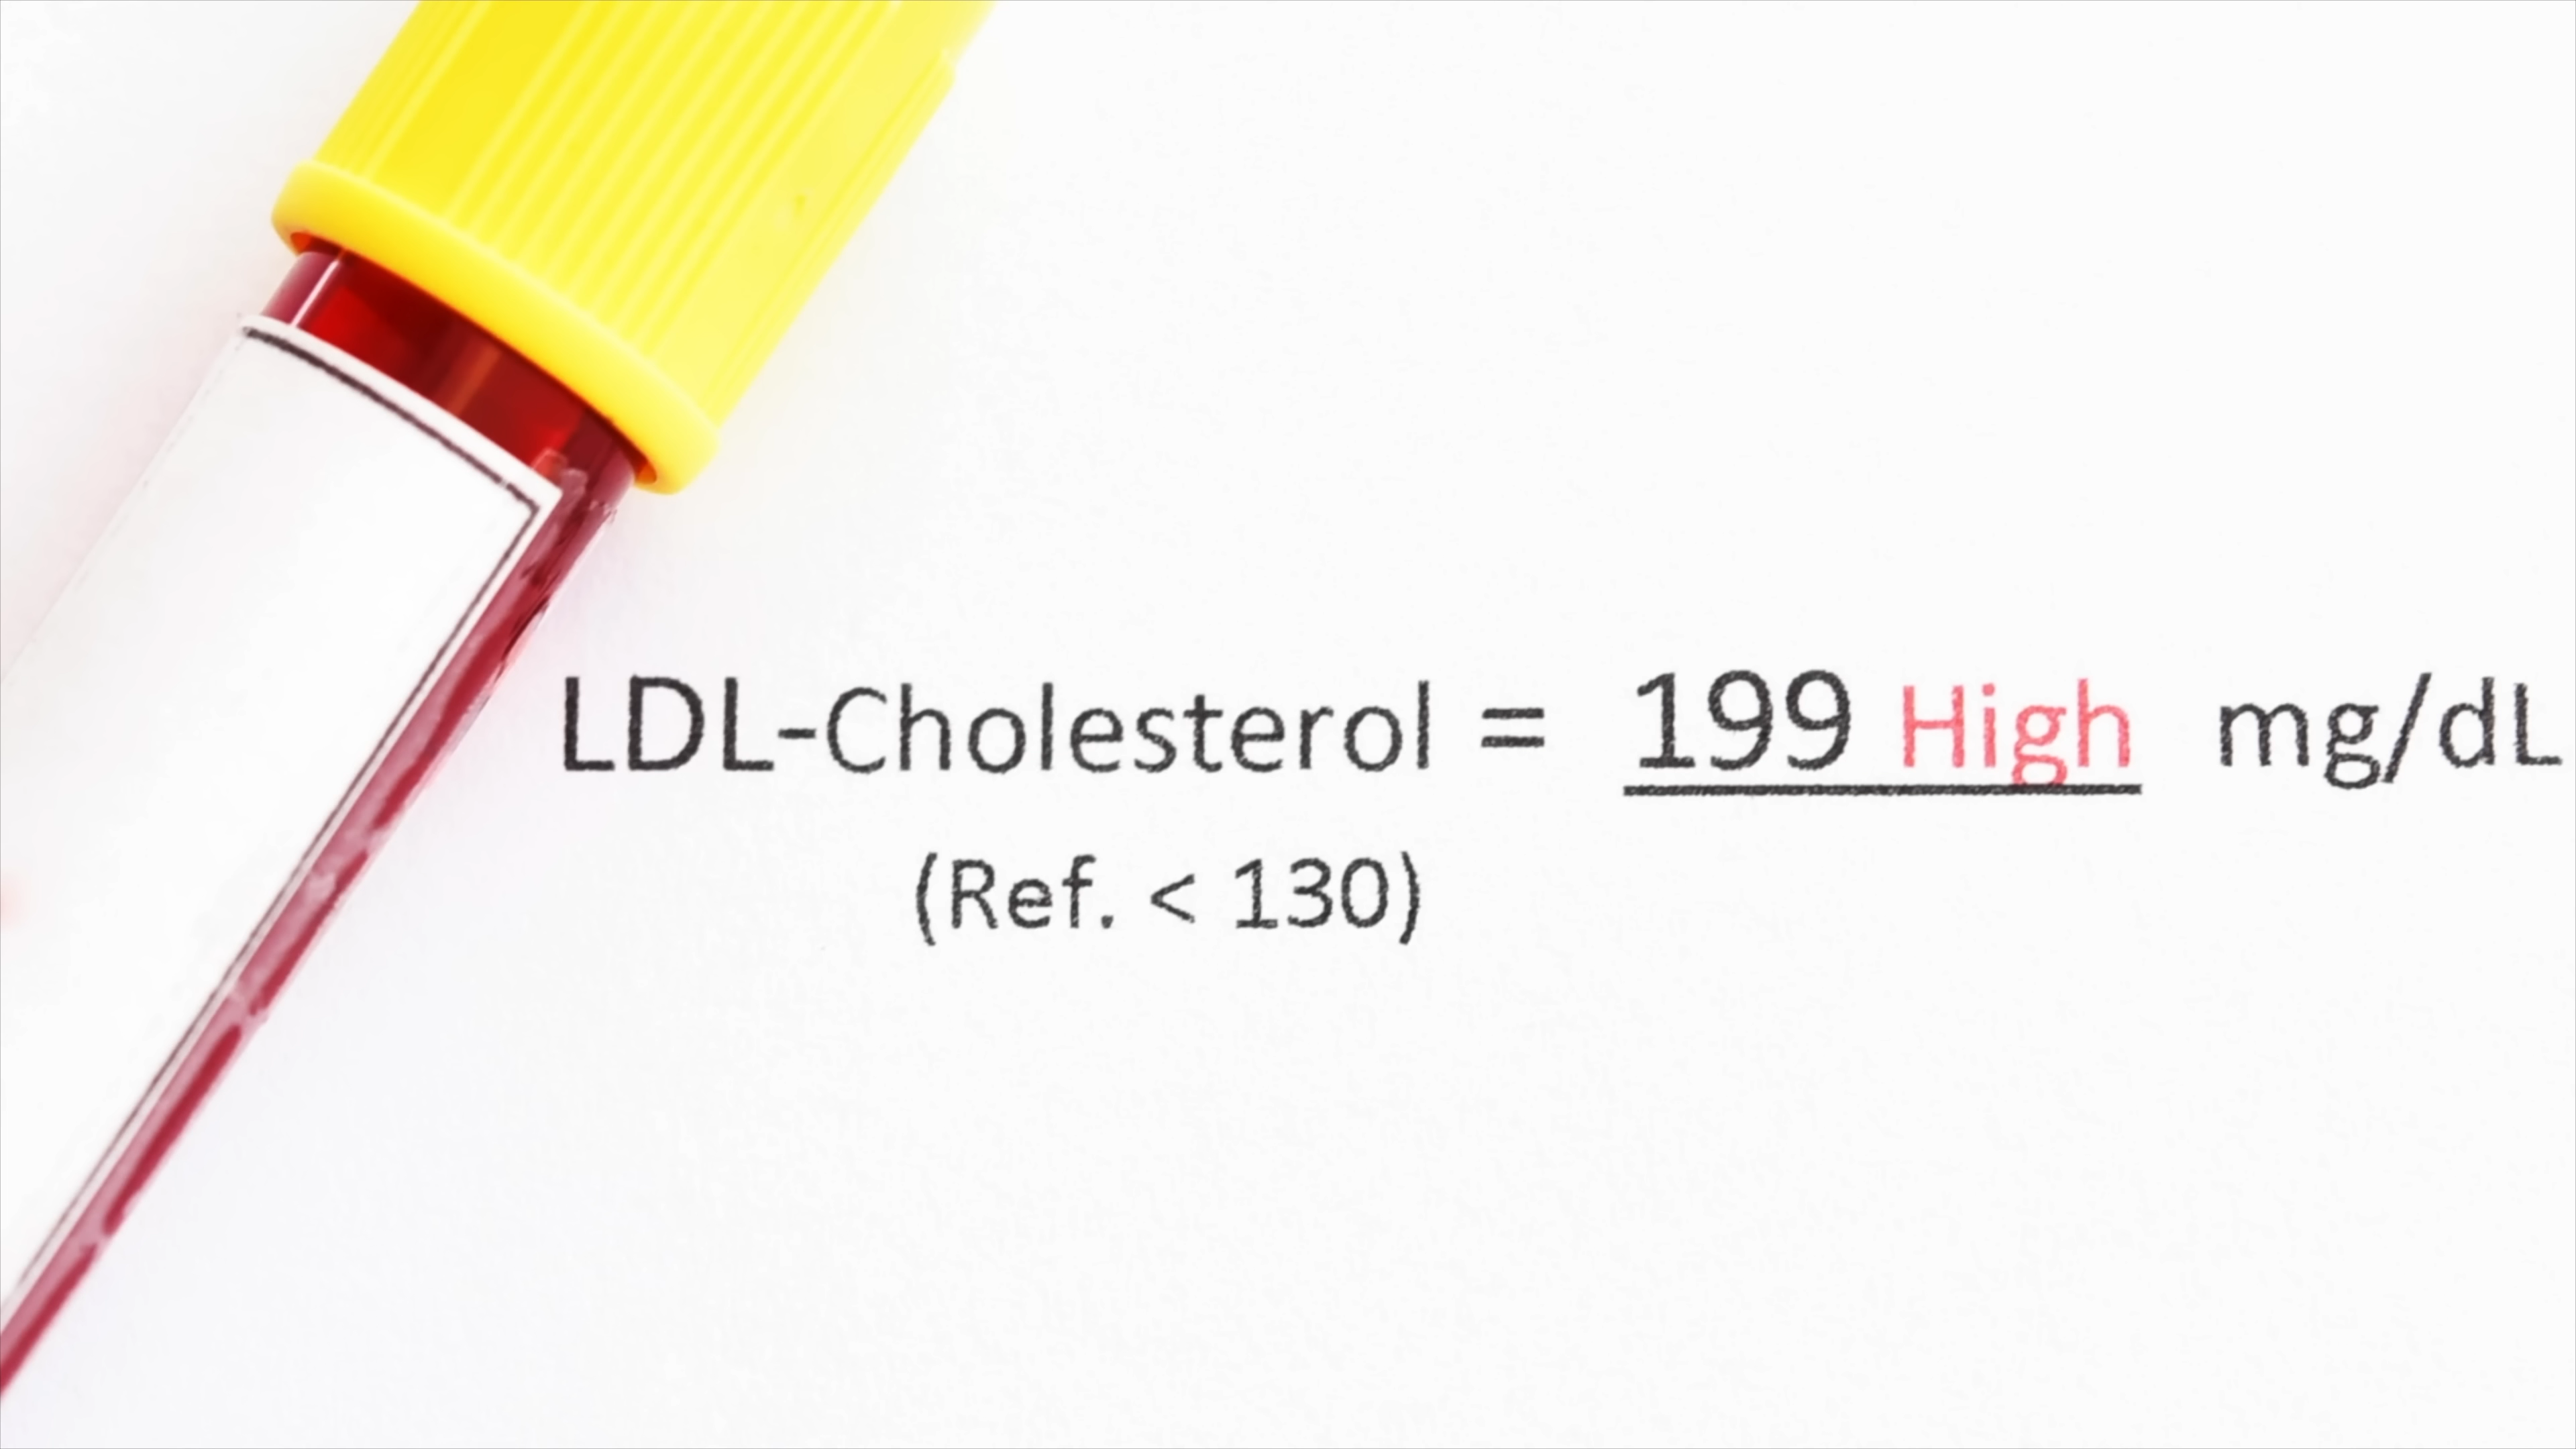 LDL-Cholesterol = 199 High mg/dL
(Ref. < 130)